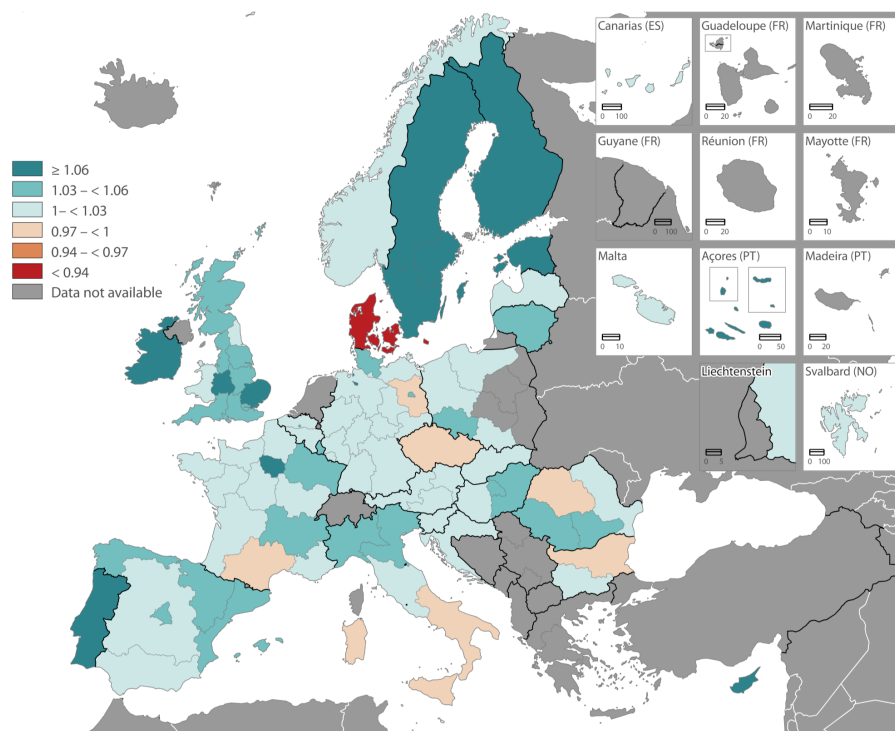 Canarias (ES)
0 100
Guadeloupe (FR)
0 20
Martinique (FR)
0 20
Guyane (FR)
0 100
Réunion (FR)
0 20
Mayotte (FR)
0 10
≥ 1.06
1.03 – < 1.06
1– < 1.03
0.97 – < 1
0.94 – < 0.97
< 0.94
Data not available
Malta
0 10
Açores (PT)
0 50
Madeira (PT)
0 20
Liechtenstein
0 5
Svalbard (NO)
0 100